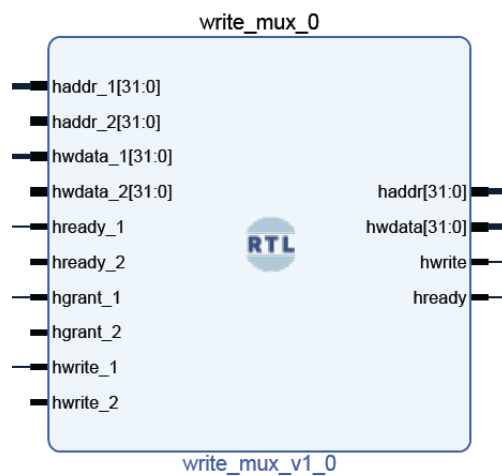 write_mux_0
haddr_1[31:0]
haddr_2[31:0]
hwdata_1[31:0]
hwdata_2[31:0]
hready_1
hready_2
hgrant_1
hgrant_2
hwrite_1
hwrite_2
RTL
haddr[31:0]
hwdata[31:0]
hwrite
hready
write_mux_v1_0